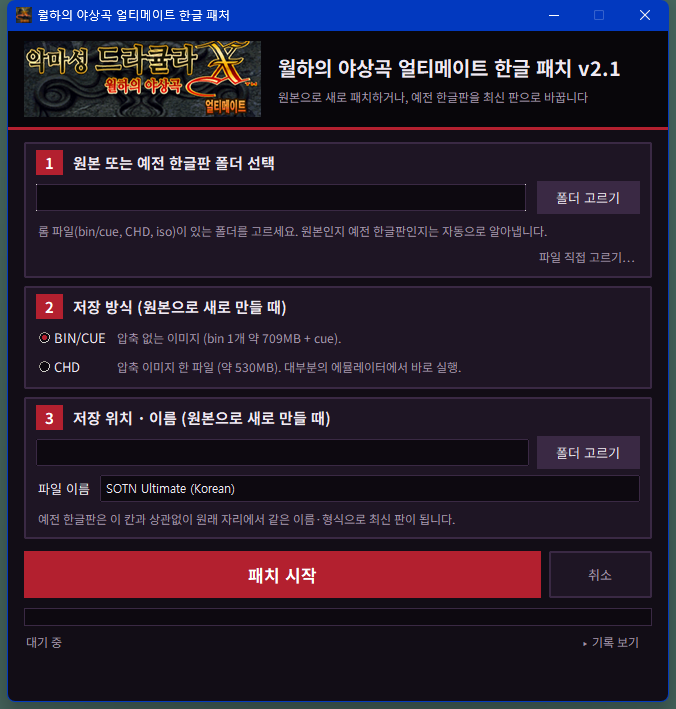 월하의 야상곡 얼티메이트 한글 패처
악마성 드라큘라 X
월하의 야상곡
얼티메이트
월하의 야상곡 얼티메이트 한글 패치 v2.1
원본으로 새로 패치하거나, 예전 한글판을 최신 판으로 바꿉니다
1 원본 또는 예전 한글판 폴더 선택
폴더 고르기
롬 파일(bin/cue, CHD, iso)이 있는 폴더를 고르세요. 원본인지 예전 한글판인지는 자동으로 알아냅니다.
파일 직접 고르기...
2 저장 방식 (원본으로 새로 만들 때)
BIN/CUE 압축 없는 이미지 (bin 1개 약 709MB + cue).
CHD 압축 이미지 한 파일 (약 530MB). 대부분의 에뮬레이터에서 바로 실행.
3 저장 위치 · 이름 (원본으로 새로 만들 때)
폴더 고르기
파일 이름 SOTN Ultimate (Korean)
예전 한글판은 이 칸과 상관없이 원래 자리에서 같은 이름·형식으로 최신 판이 됩니다.
패치 시작 취소
대기 중 ▸ 기록 보기